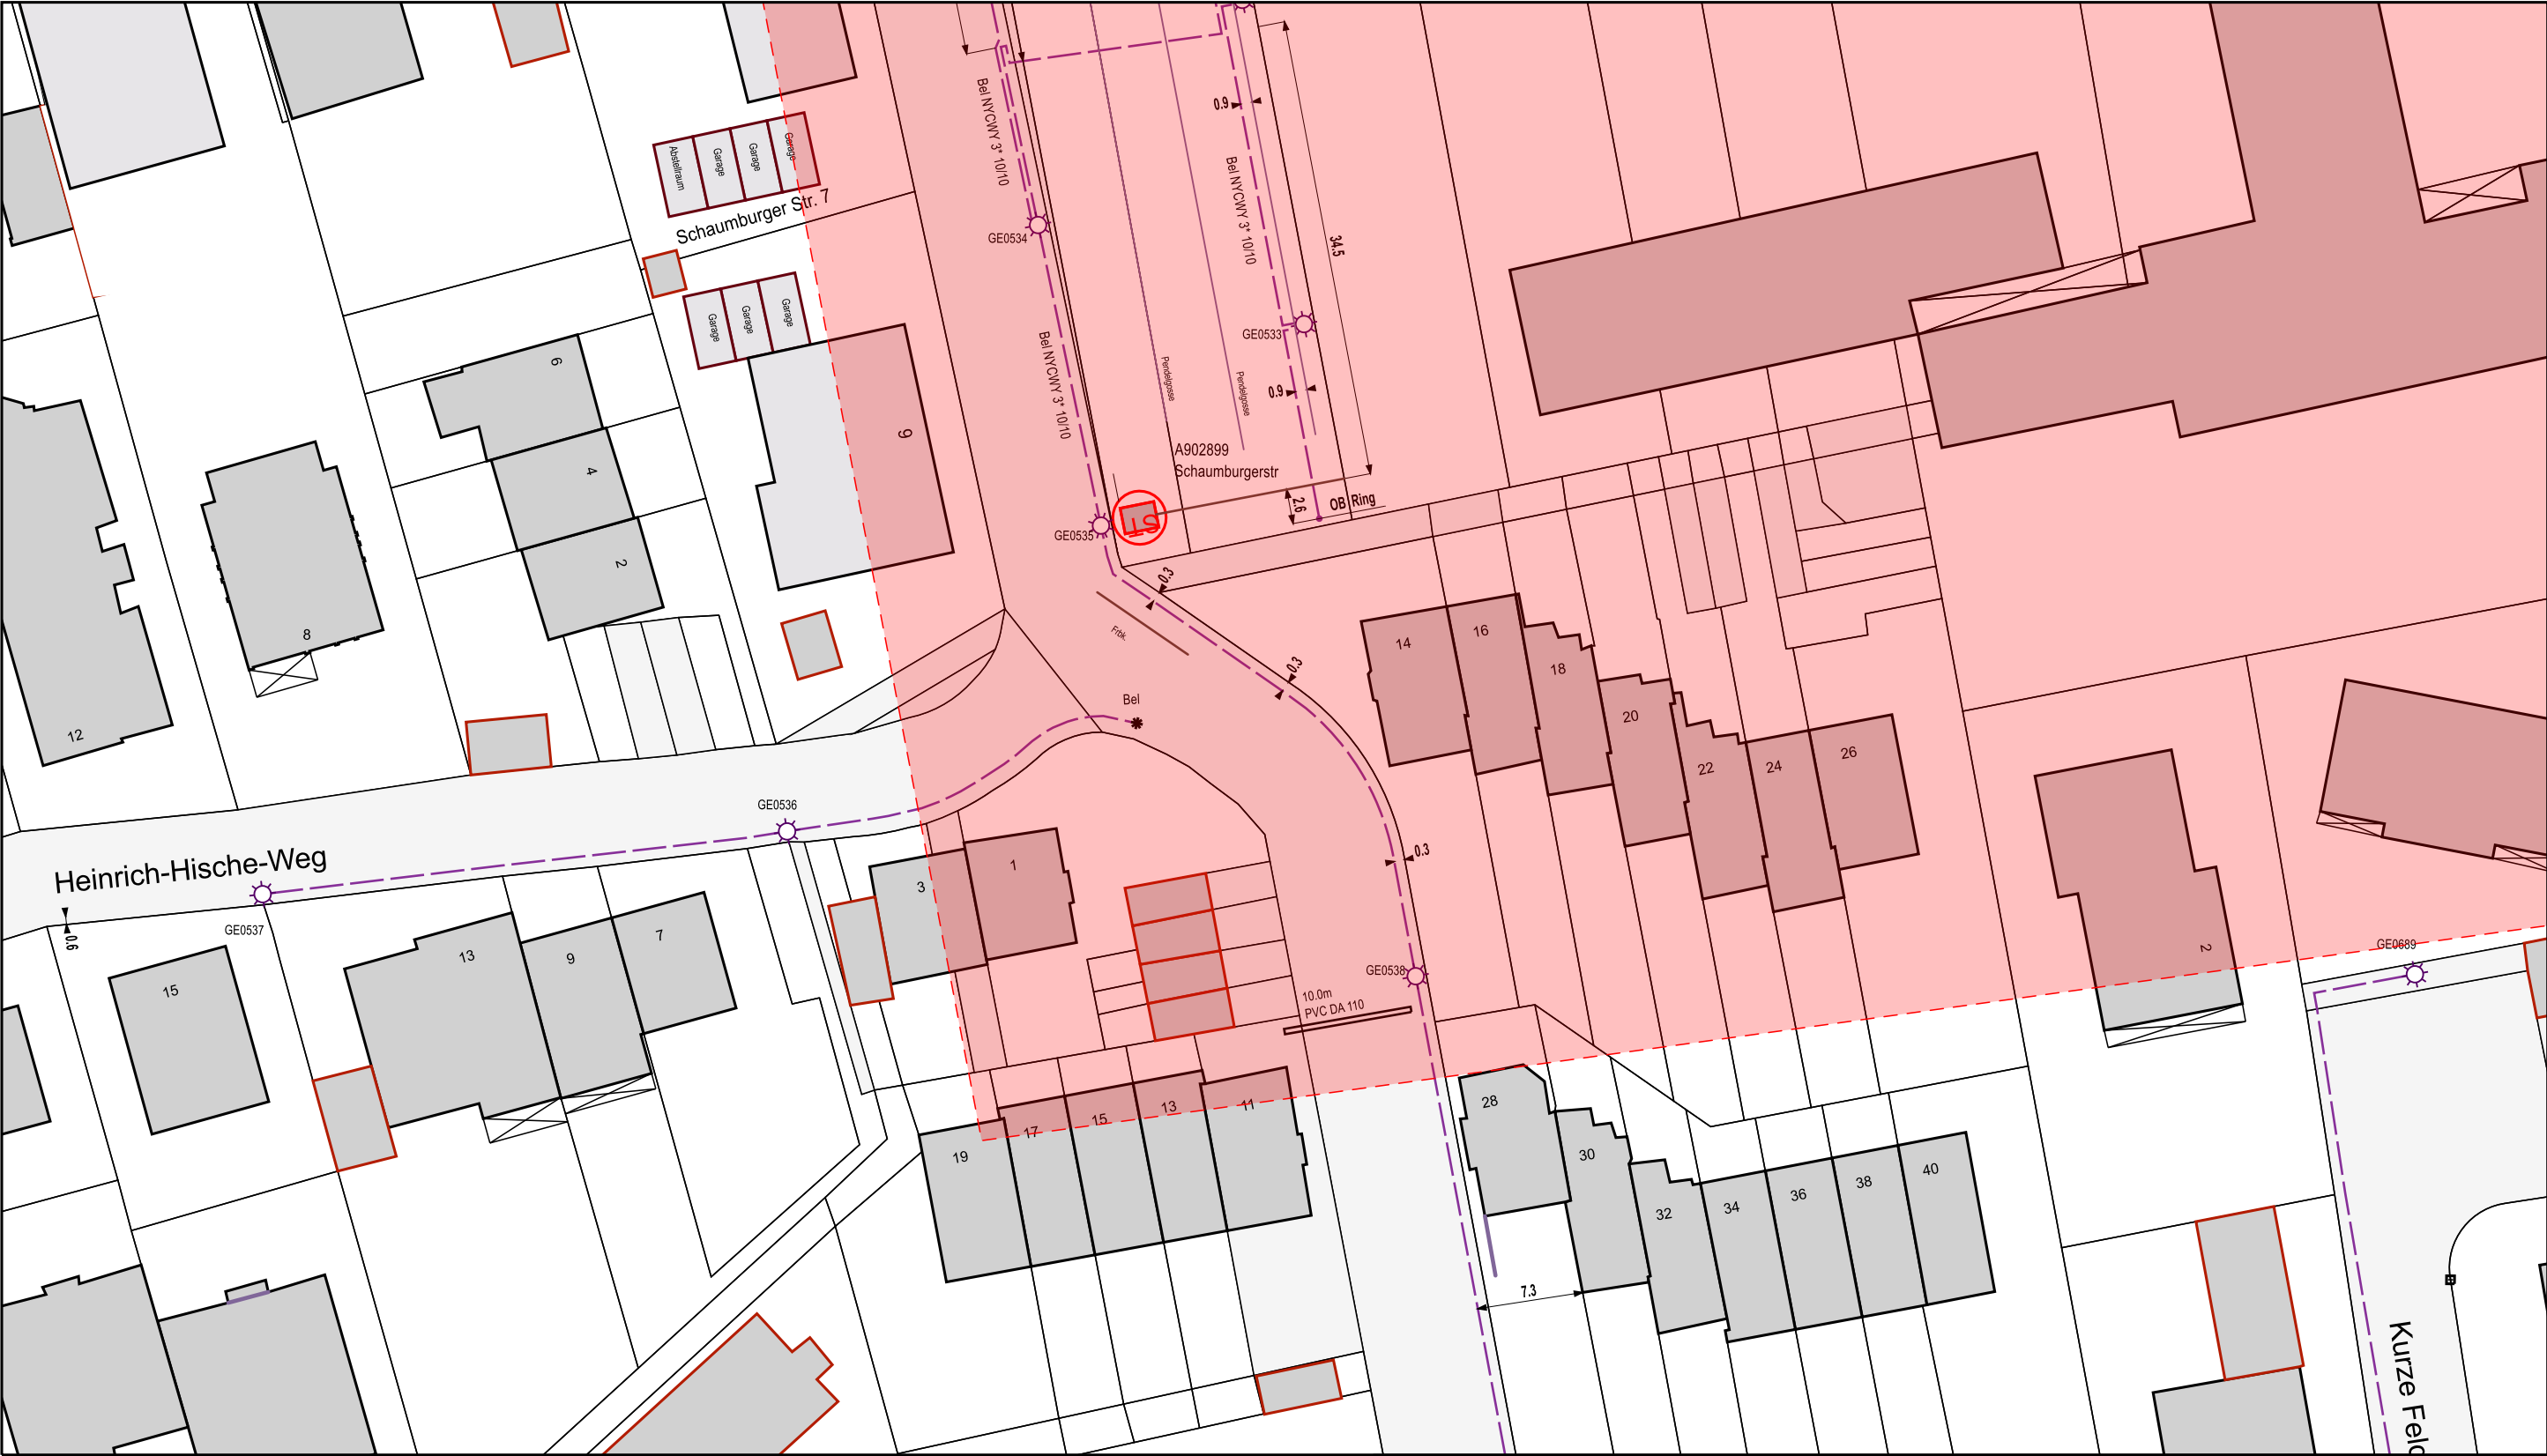 Bel NYCWY 3* 10/10
0.9
Abstellraum
Garage
Garage
Garage
Schaumburger Str. 7
Bel NYCWY 3* 10/10
34.5
GE0534
Garage
Garage
Garage
GE0533
Bel NYCWY 3* 10/10
Pendelgosse
Pendelgosse
0.9
6
4
2
9
A902899
Schaumburgerstr
2.6
OB Ring
ST
GE0535
0.3
Frbk.
0.3
8
12
Bel
14
16
18
20
22
24
26
GE0536
0.3
Heinrich-Hische-Weg
3
1
GE0537
0.6
13
9
7
15
GE0538
10.0m
PVC DA 110
2
GE0689
19
17
15
13
11
28
30
32
34
36
38
40
7.3
Kurze Feld